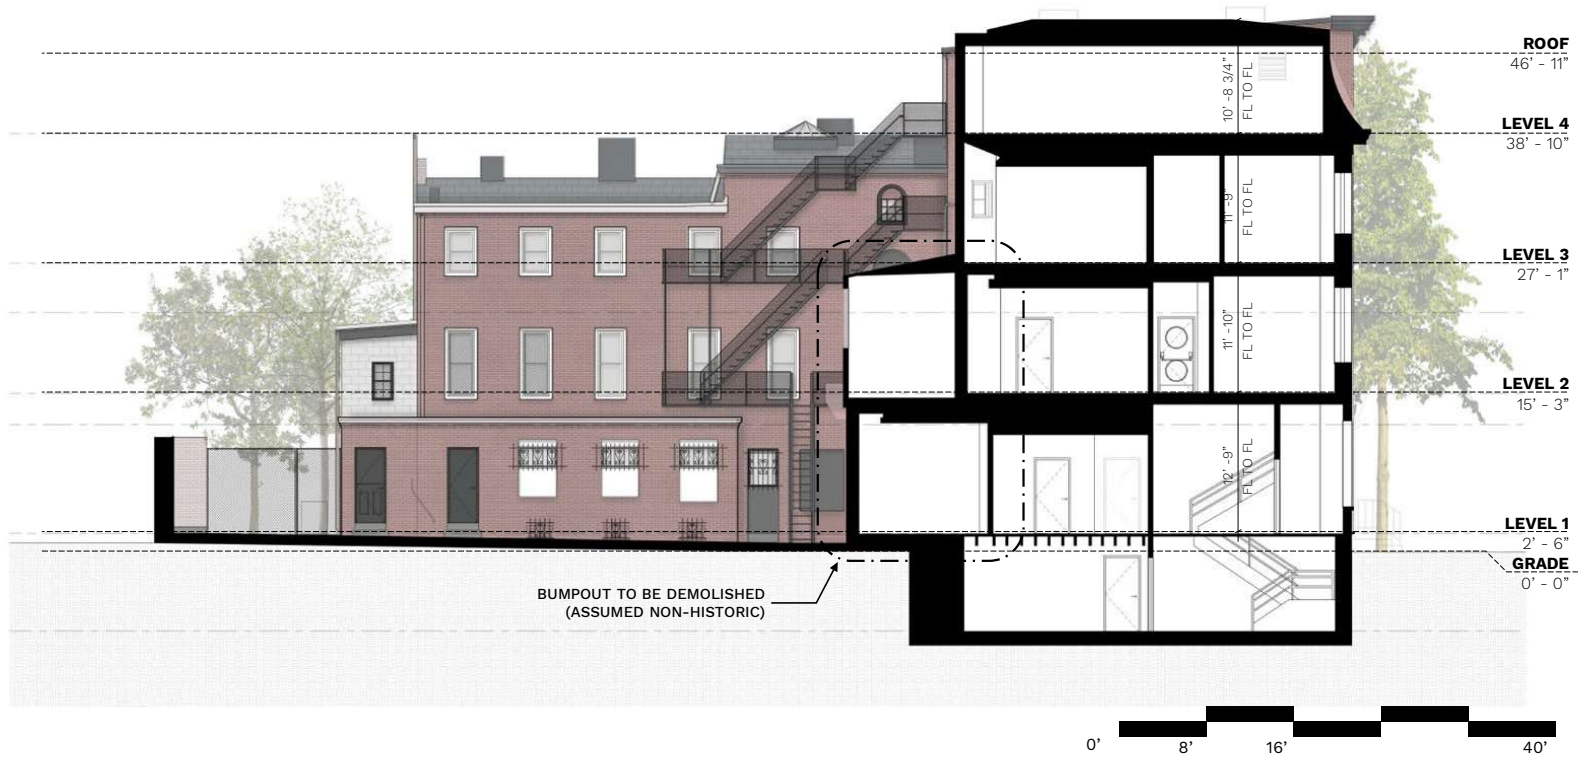 ROOF
46' - 11"
10' -8 3/4"
FL TO FL
LEVEL 4
38' - 10"
11' -9"
FL TO FL
LEVEL 3
27' - 1"
11' -10"
FL TO FL
LEVEL 2
15' - 3"
12' -9"
FL TO FL
LEVEL 1
2' - 6"
GRADE
0' - 0"
BUMPOUT TO BE DEMOLISHED
(ASSUMED NON-HISTORIC)
0' 8' 16' 40'